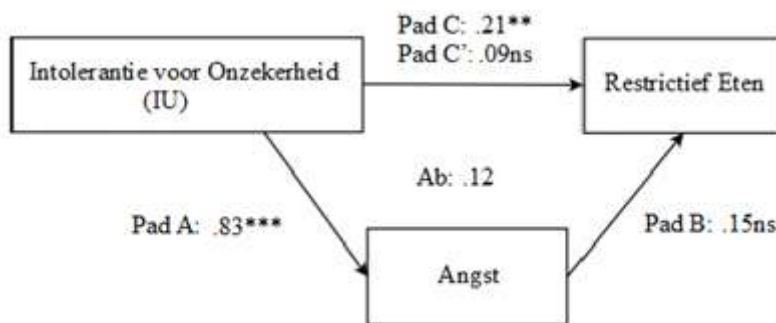 Pad C: .21**
Pad C’: .09ns
Intolerantie voor Onzekerheid
(IU)
Restrictief Eten
Ab: .12
Pad A: .83***
Pad B: .15ns
Angst